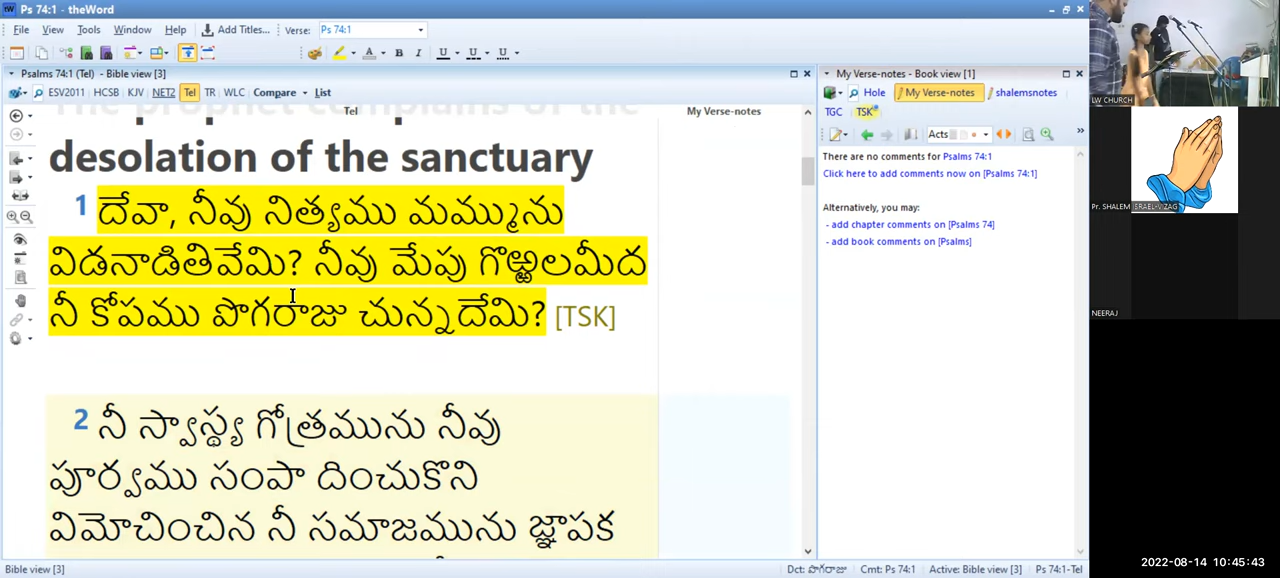 Ps 74:1 - theWord
File View Tools Window Help Add Titles... Verse: Ps 74:1
Psalms 74:1 (Tel) - Bible view [3]
ESV2011 HCSB KJV NET2 Tel TR WLC Compare List
Tel
My Verse-notes
desolation of the sanctuary
1 దేవా, నీవు నిత్యము మమ్మును
విడనాడితివేమి? నీవు మేపు గొఱ్ఱలమీద
నీ కోపము పొగరాజు చున్నదేమి? [TSK]
2 నీ స్వాస్థ్య గోత్రమును నీవు
పూర్వము సంపా దించుకొని
విమోచించిన నీ సమాజమును జ్ఞాపక
My Verse-notes - Book view [1]
Hole My Verse-notes shalemsnotes
TGC TSK
Acts
There are no comments for Psalms 74:1
Click here to add comments now on [Psalms 74:1]
Alternatively, you may:
- add chapter comments on [Psalms 74]
- add book comments on [Psalms]
Bible view [3]
Dct: పొగరాజు Cmt: Ps 74:1 Active: Bible view [3] Ps 74:1-Tel
LW CHURCH
Pr. SHALEM ISRAEL-VIZAG
NEERAJ
2022-08-14 10:45:43